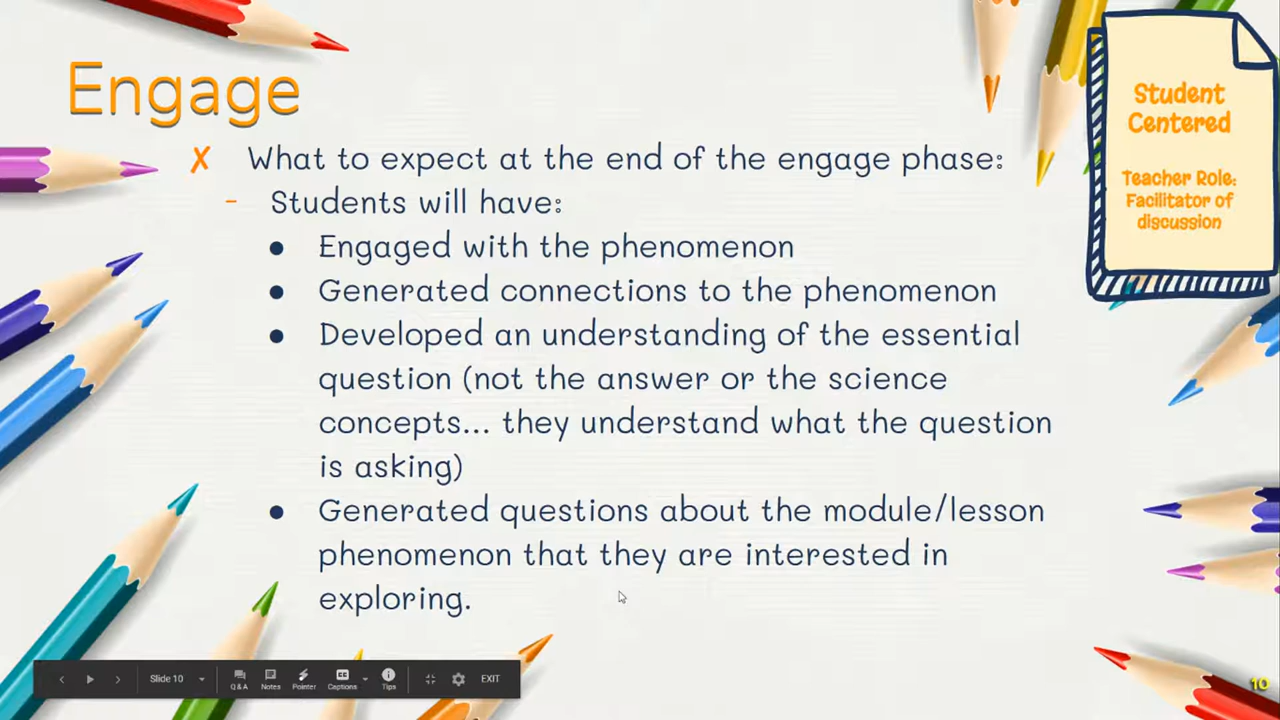 Engage
✗ What to expect at the end of the engage phase:
- Students will have:
● Engaged with the phenomenon
● Generated connections to the phenomenon
● Developed an understanding of the essential
question (not the answer or the science
concepts... they understand what the question
is asking)
● Generated questions about the module/lesson
phenomenon that they are interested in
exploring.
Student
Centered
Teacher Role:
Facilitator of
discussion
Slide 10
Q&A
Notes
Pointer
Captions
Tips
EXIT
10